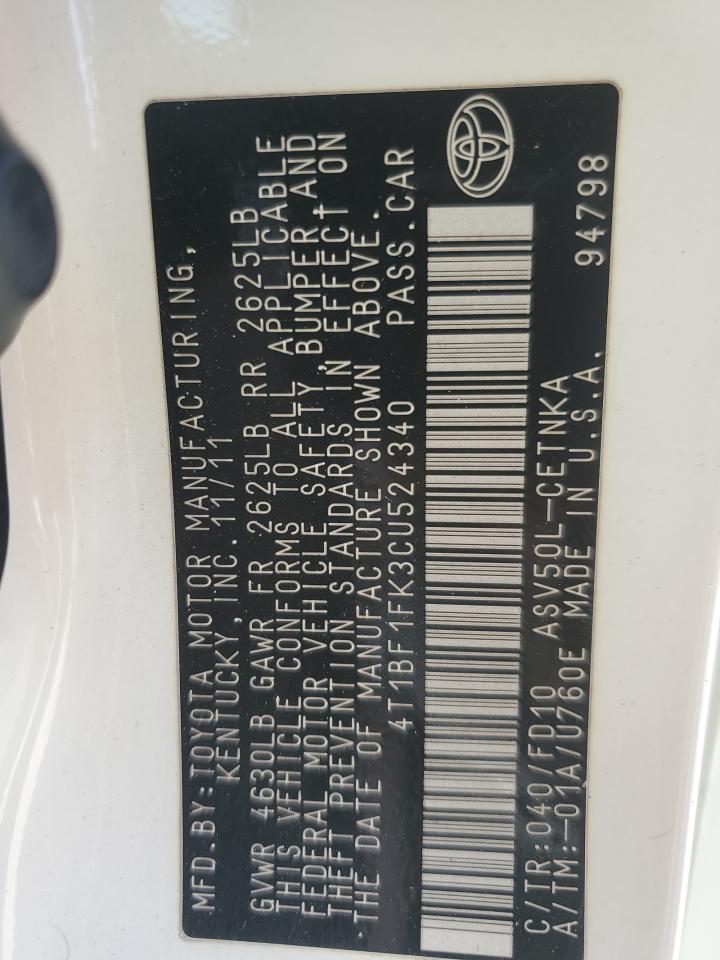 MFD.BY:TOYOTA MOTOR MANUFACTURING,
KENTUCKY, INC. 11/11
GVWR 4630LB GAWR FR 2625LB RR 2625LB
THIS VEHICLE CONFORMS TO ALL APPLICABLE
FEDERAL MOTOR VEHICLE SAFETY, BUMPER AND
THEFT PREVENTION STANDARDS IN EFFECT ON
THE DATE OF MANUFACTURE SHOWN ABOVE.
4T1BF1FK3CU524340 PASS.CAR
C/TR:040/FD10 ASV50L-CETNKA
A/TM:-01A/U760E MADE IN U.S.A. 94798